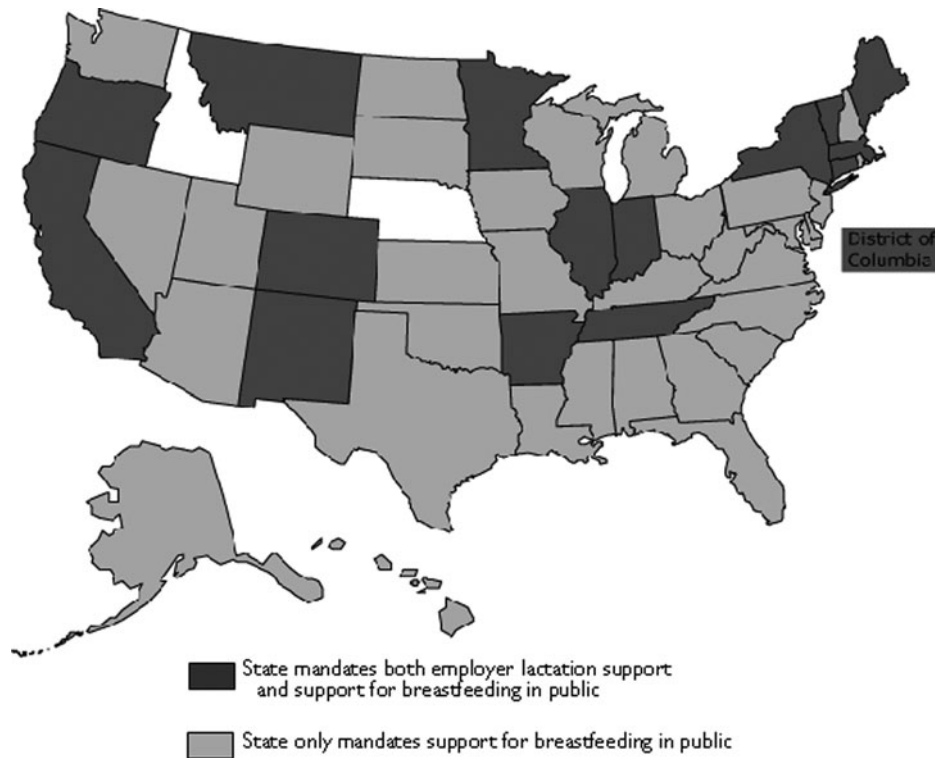 District of
Columbia
State mandates both employer lactation support
and support for breastfeeding in public
State only mandates support for breastfeeding in public